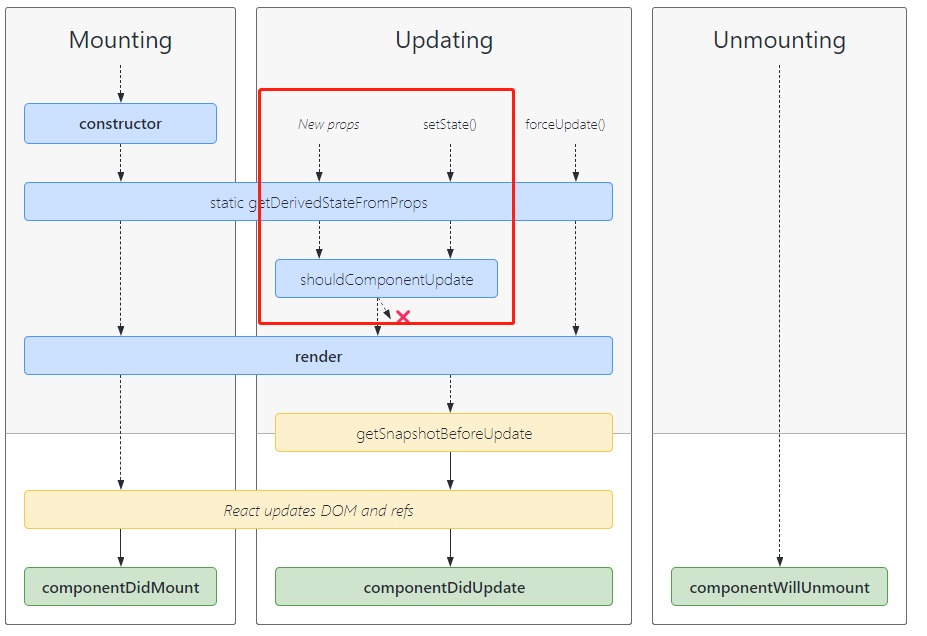 Mounting
Updating
Unmounting
constructor
New props
setState()
forceUpdate()
static getDerivedStateFromProps
shouldComponentUpdate
render
getSnapshotBeforeUpdate
React updates DOM and refs
componentDidMount
componentDidUpdate
componentWillUnmount